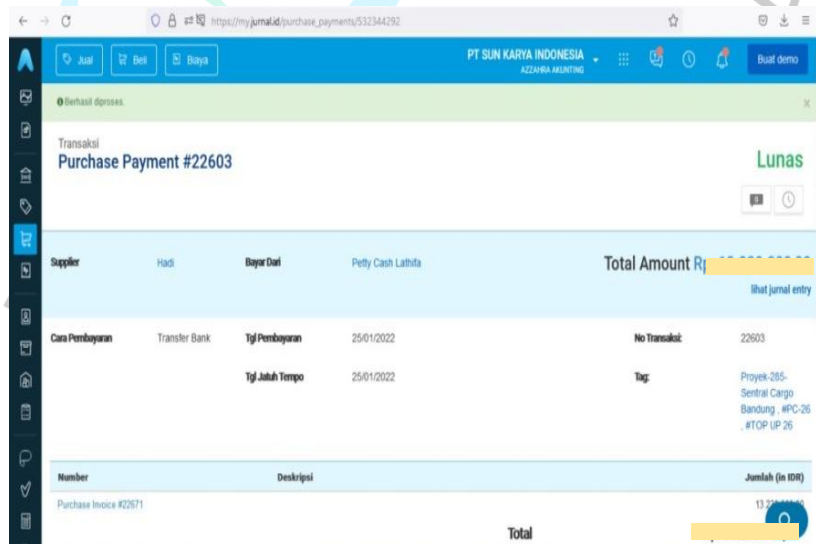 https://my.jurnal.id/purchase_payments/532344292
Jual Beli Biaya
PT SUN KARYA INDONESIA
AZZAHRA AKUNTING
Buat demo
Berhasil diproses.
Transaksi
Purchase Payment #22603
Lunas
Supplier Hadi Bayar Dari Petty Cash Lathifa Total Amount
lihat jurnal entry
Cara Pembayaran Transfer Bank Tgl Pembayaran 25/01/2022 No Transaksi: 22603
Tgl Jatuh Tempo 25/01/2022 Tag: Proyek-285-
Sentral Cargo
Bandung , #PC-26
, #TOP UP 26
Number Deskripsi Jumlah (in IDR)
Purchase Invoice #22671
Total